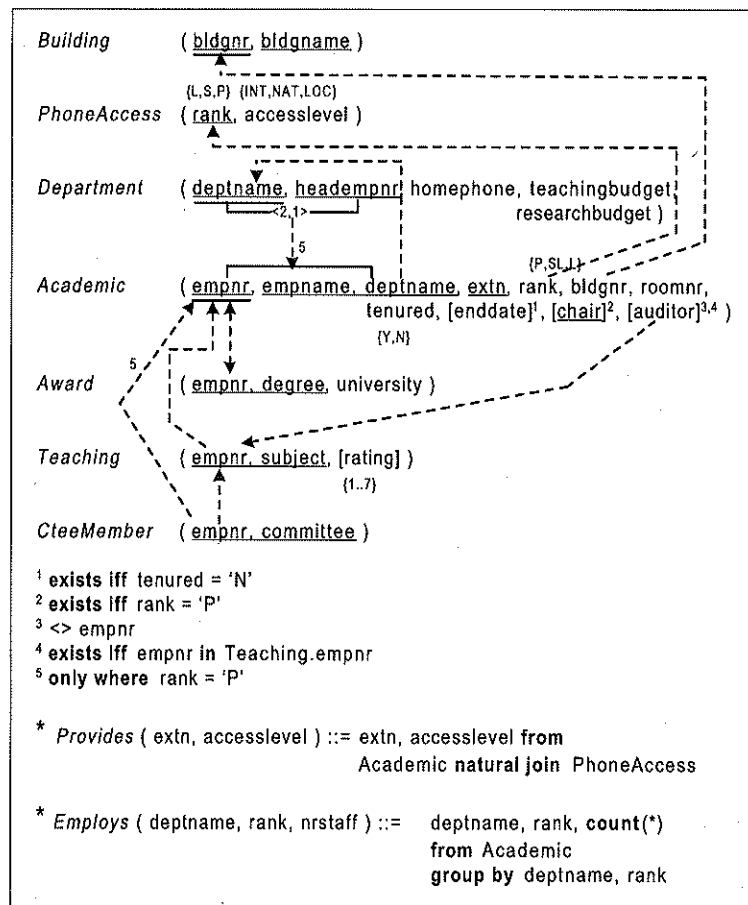 Building ( bldgnr, bldgname )
{L,S,P} {INT,NAT,LOC}
PhoneAccess ( rank, accesslevel )
Department ( deptname, headempnr homephone, teachingbudget
researchbudget )
<2,1>
5
{P,SL,L}
Academic ( empnr, empname, deptname, extn, rank, bldgnr, roomnr,
tenured, [enddate]1, [chair]2, [auditor]3,4 )
{Y,N}
5
Award ( empnr, degree, university )
Teaching ( empnr, subject, [rating] )
{1..7}
CteeMember ( empnr, committee )
1 exists iff tenured = 'N'
2 exists iff rank = 'P'
3 <> empnr
4 exists iff empnr in Teaching.empnr
5 only where rank = 'P'
* Provides ( extn, accesslevel ) ::= extn, accesslevel from
Academic natural join PhoneAccess
* Employs ( deptname, rank, nrstaff ) ::= deptname, rank, count(*)
from Academic
group by deptname, rank